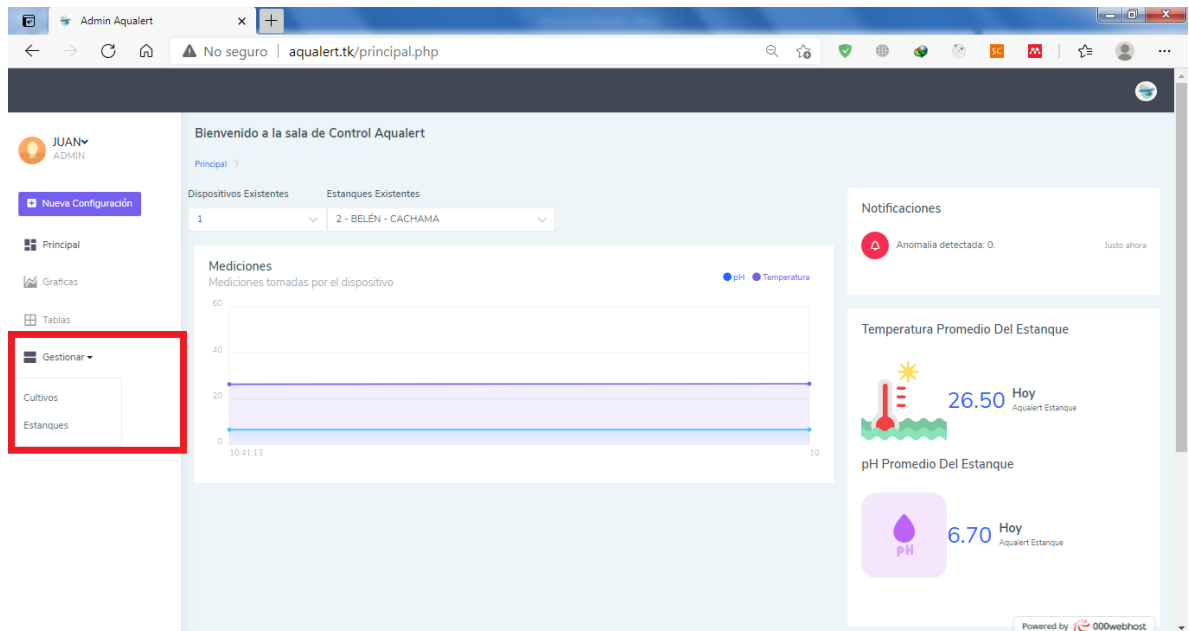 Admin Aqualert
No seguro | aqualert.tk/principal.php
SC
JUAN
ADMIN
Nueva Configuración
Principal
Graficas
Tablas
Gestionar
Cultivos
Estanques
Bienvenido a la sala de Control Aqualert
Principal >
Dispositivos Existentes
Estanques Existentes
1
2 - BELÉN - CACHAMA
Mediciones
Mediciones tomadas por el dispositivo
pH
Temperatura
60
40
20
0
10:41:13
10
Notificaciones
Anomalia detectada: 0.
Justo ahora
Temperatura Promedio Del Estanque
26.50
Hoy
Aqualert Estanque
pH Promedio Del Estanque
pH
6.70
Hoy
Aqualert Estanque
Powered by 000webhost